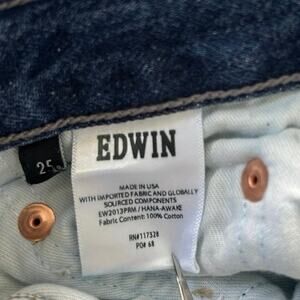 EDWIN
25
MADE IN USA
WITH IMPORTED FABRIC AND GLOBALLY
SOURCED COMPONENTS
EW2013PRM / HANA-AWAKE
Fabric Content: 100% Cotton
RN#117528
PO# 68